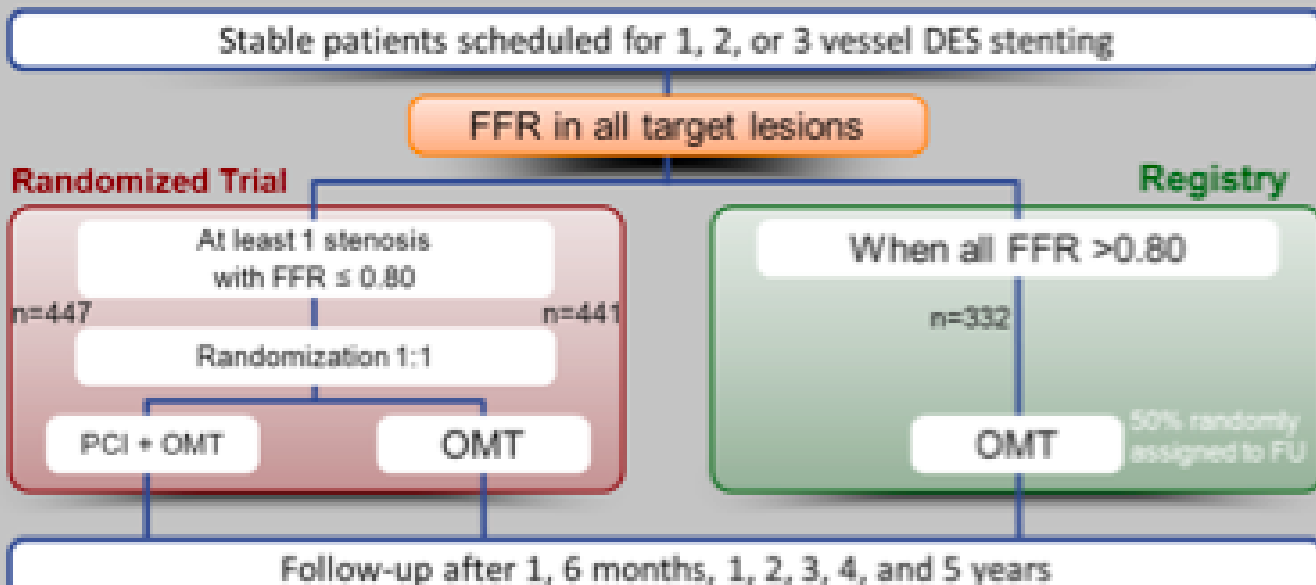 Stable patients scheduled for 1, 2, or 3 vessel DES stenting
FFR in all target lesions
Randomized Trial
At least 1 stenosis
with FFR ≤ 0.80
n=447
n=441
Randomization 1:1
PCI + OMT
OMT
Registry
When all FFR >0.80
n=332
OMT
50% randomly
assigned to FU
Follow-up after 1, 6 months, 1, 2, 3, 4, and 5 years